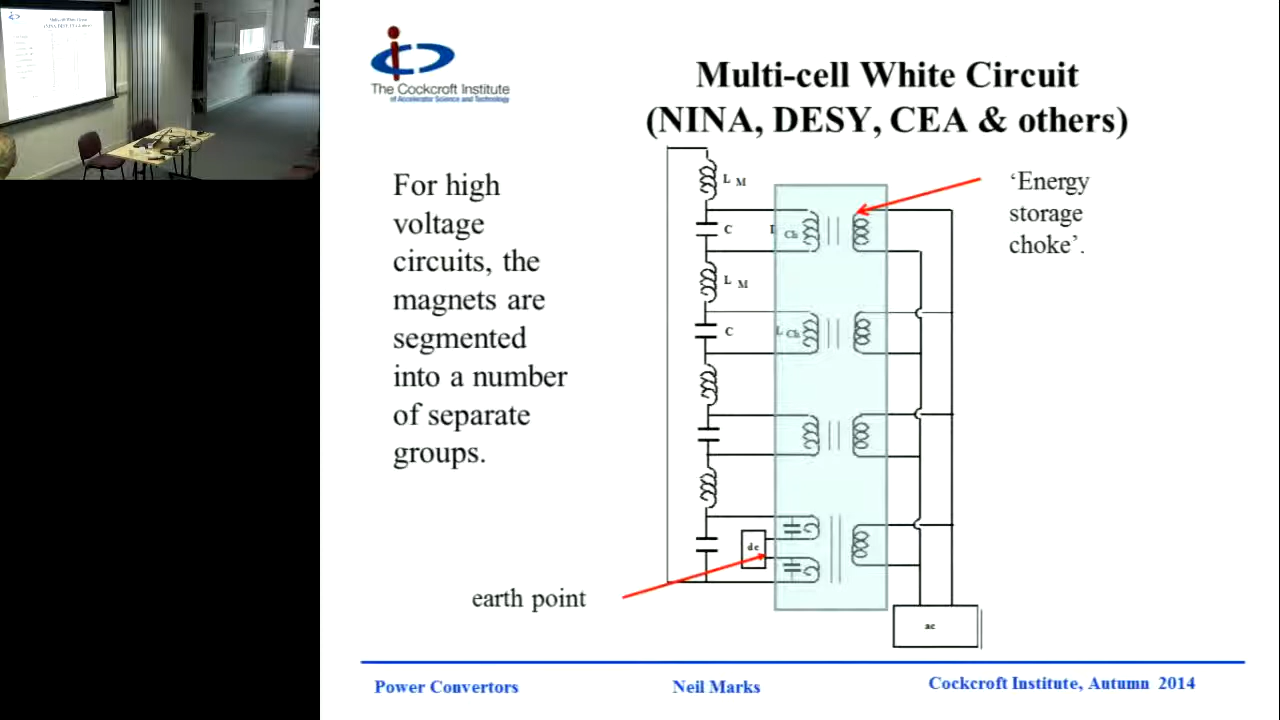 The Cockcroft Institute
of Accelerator Science and Technology
Multi-cell White Circuit
(NINA, DESY, CEA & others)
For high
voltage
circuits, the
magnets are
segmented
into a number
of separate
groups.
‘Energy
storage
choke’.
L M
C
L Ch
L M
C
L Ch
dc
earth point
ac
Power Convertors
Neil Marks
Cockcroft Institute, Autumn 2014